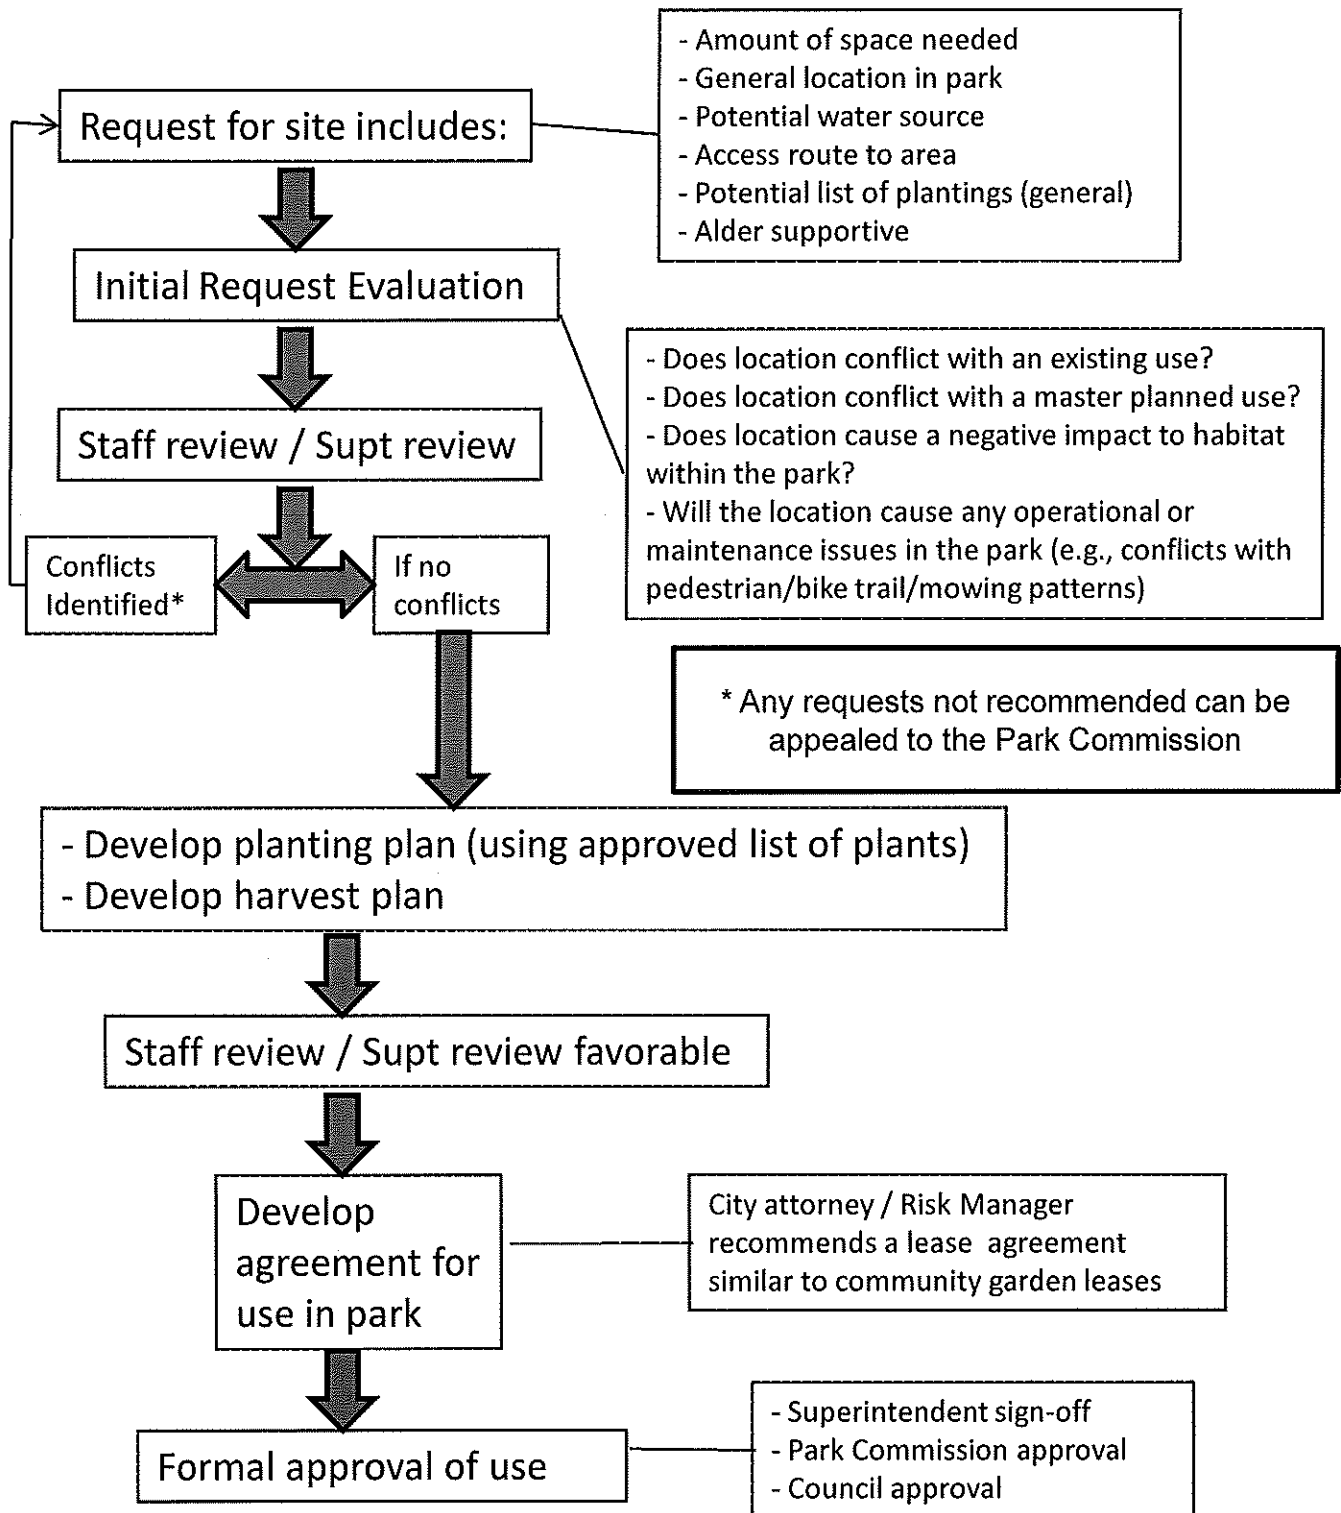 Request for site includes:
- Amount of space needed
- General location in park
- Potential water source
- Access route to area
- Potential list of plantings (general)
- Alder supportive
Initial Request Evaluation
- Does location conflict with an existing use?
- Does location conflict with a master planned use?
- Does location cause a negative impact to habitat
within the park?
- Will the location cause any operational or
maintenance issues in the park (e.g., conflicts with
pedestrian/bike trail/mowing patterns)
Staff review / Supt review
Conflicts
Identified*
If no
conflicts
* Any requests not recommended can be
appealed to the Park Commission
- Develop planting plan (using approved list of plants)
- Develop harvest plan
Staff review / Supt review favorable
Develop
agreement for
use in park
City attorney / Risk Manager
recommends a lease agreement
similar to community garden leases
Formal approval of use
- Superintendent sign-off
- Park Commission approval
- Council approval